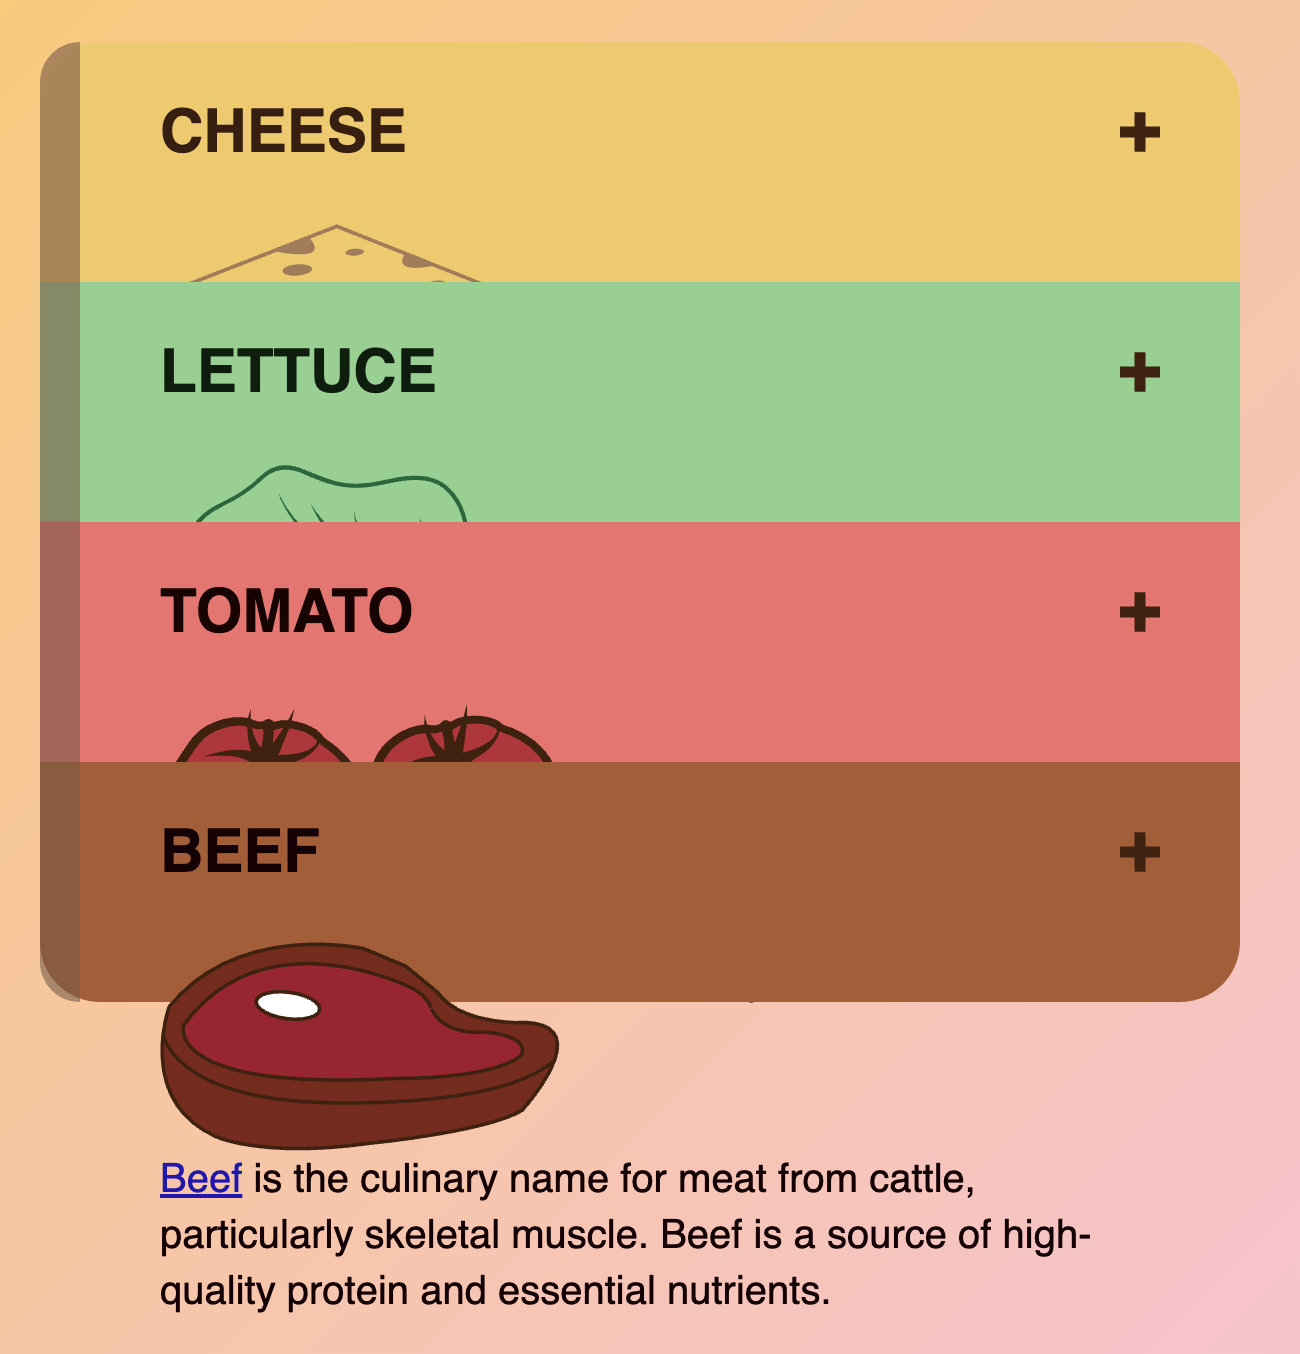 CHEESE +
LETTUCE +
TOMATO +
BEEF +
Beef is the culinary name for meat from cattle,
particularly skeletal muscle. Beef is a source of high-
quality protein and essential nutrients.